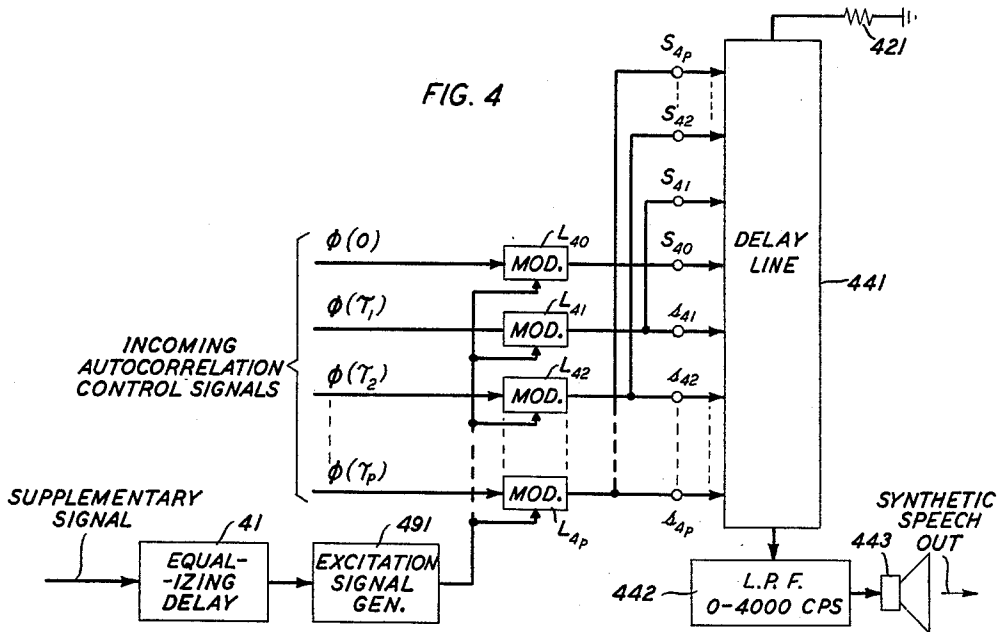 421
S4p
FIG. 4
S42
S41
S40
DELAY
LINE
441
ϕ(0)
L40
MOD.
ϕ(τ1)
L41
MOD.
s41
INCOMING
AUTOCORRELATION
CONTROL SIGNALS
ϕ(τ2)
L42
MOD.
s42
ϕ(τp)
MOD.
L4p
s4p
SUPPLEMENTARY
SIGNAL
41
EQUAL-
-IZING
DELAY
491
EXCITATION
SIGNAL
GEN.
442
L.P.F.
0-4000 CPS
443
SYNTHETIC
SPEECH
OUT